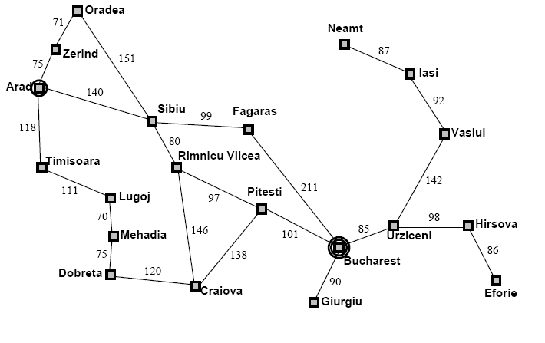 Oradea
71
Neamt
Zerind
87
151
75
Iasi
Arad
140
92
Sibiu
Fagaras
99
118
Vaslui
80
Timisoara
Rimnicu Vilcea
142
111
211
Lugoj
97
Pitesti
70
98
Hirsova
146
85
Mehadia
101
Urziceni
138
86
75
Bucharest
120
90
Dobreta
Craiova
Eforie
Giurgiu